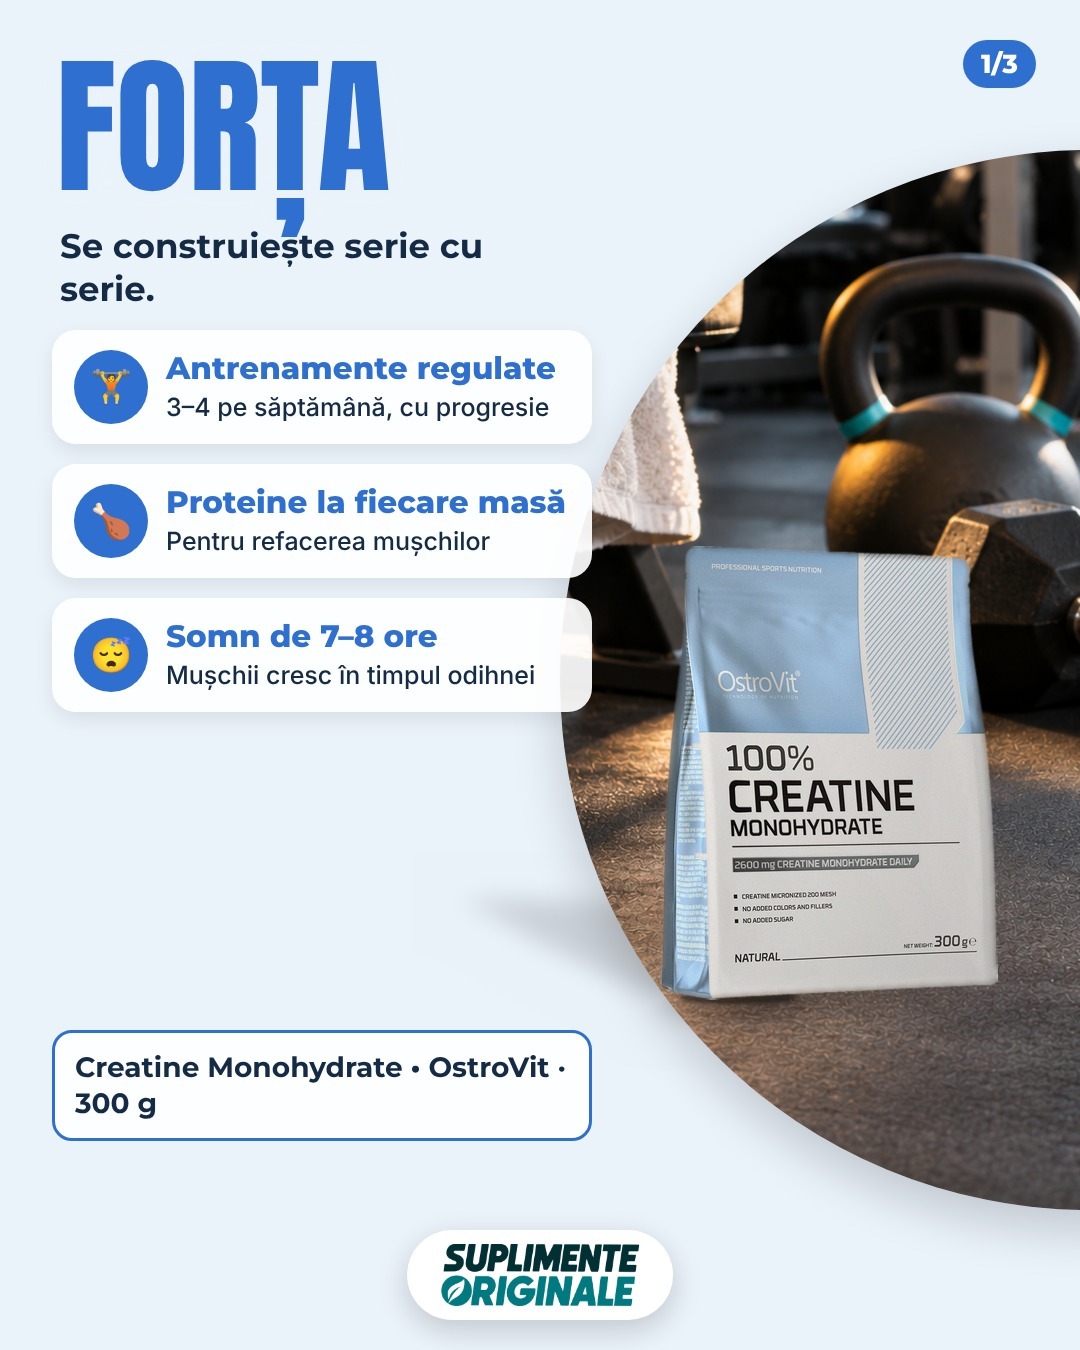 1/3
FORȚA
Se construiește serie cu
serie.
Antrenamente regulate
3–4 pe săptămână, cu progresie
Proteine la fiecare masă
Pentru refacerea mușchilor
Somn de 7–8 ore
Mușchii cresc în timpul odihnei
PROFESSIONAL SPORTS NUTRITION
OstroVit®
100%
CREATINE
MONOHYDRATE
2600 mg CREATINE MONOHYDRATE DAILY
CREATINE MICRONIZED 200 MESH
NO ADDED COLORS AND FILLERS
NO ADDED SUGAR
NET WEIGHT: 300 g℮
NATURAL
Creatine Monohydrate • OstroVit ·
300 g
SUPLIMENTE
ORIGINALE